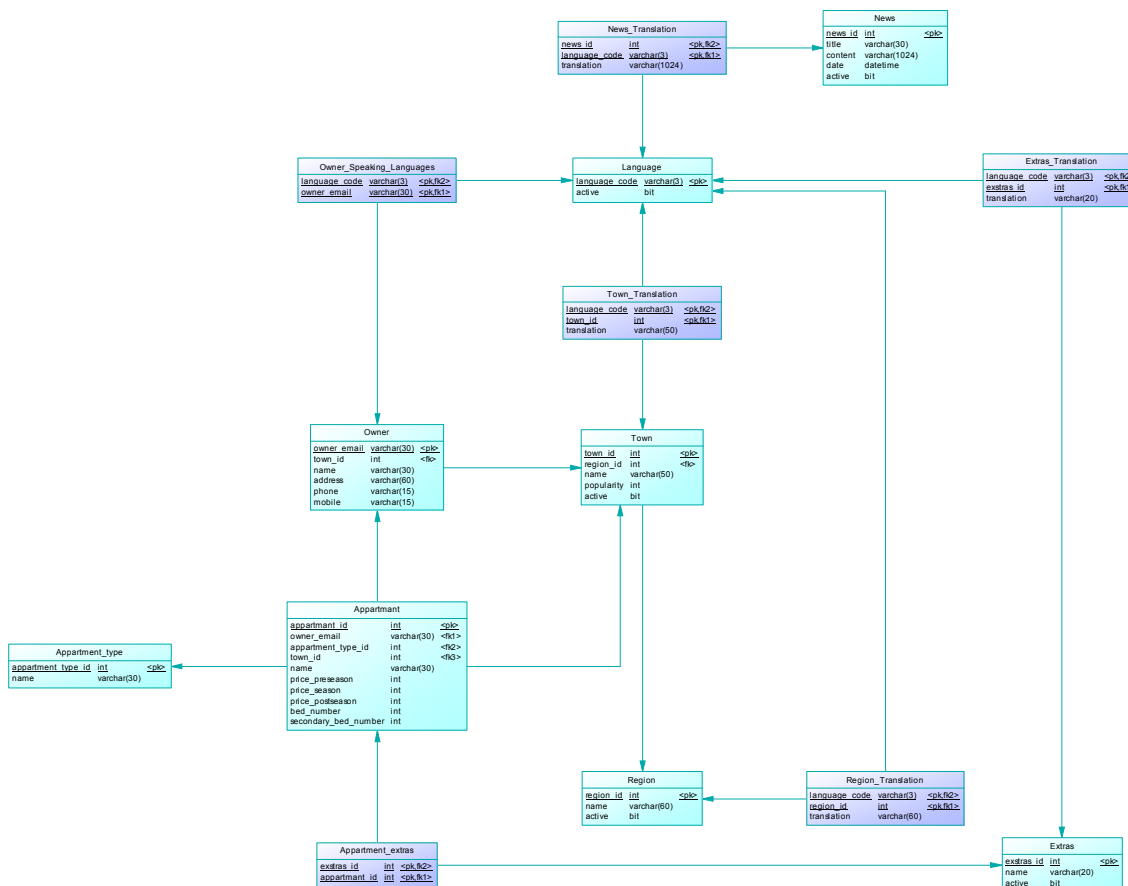 News
news_id int <pk>
title varchar(30)
content varchar(1024)
date datetime
active bit
News_Translation
news_id int <pk,fk2>
language_code varchar(3) <pk,fk1>
translation varchar(1024)
Owner_Speaking_Languages
language_code varchar(3) <pk,fk2>
owner_email varchar(30) <pk,fk1>
Language
language_code varchar(3) <pk>
active bit
Extras_Translation
language_code varchar(3) <pk,fk2
exstras_id int <pk,fk1
translation varchar(20)
Town_Translation
language_code varchar(3) <pk,fk2>
town_id int <pk,fk1>
translation varchar(50)
Owner
owner_email varchar(30) <pk>
town_id int <fk>
name varchar(30)
address varchar(60)
phone varchar(15)
mobile varchar(15)
Town
town_id int <pk>
region_id int <fk>
name varchar(50)
popularity int
active bit
Appartmant
appartmant_id int <pk>
owner_email varchar(30) <fk1>
appartment_type_id int <fk2>
town_id int <fk3>
name varchar(30)
price_preseason int
price_season int
price_postseason int
bed_number int
secondary_bed_number int
Appartment_type
appartment_type_id int <pk>
name varchar(30)
Region
region_id int <pk>
name varchar(60)
active bit
Region_Translation
language_code varchar(3) <pk,fk2>
region_id int <pk,fk1>
translation varchar(60)
Appartment_extras
exstras_id int <pk,fk2>
appartmant_id int <pk,fk1>
Extras
exstras_id int <pk>
name varchar(20)
active bit